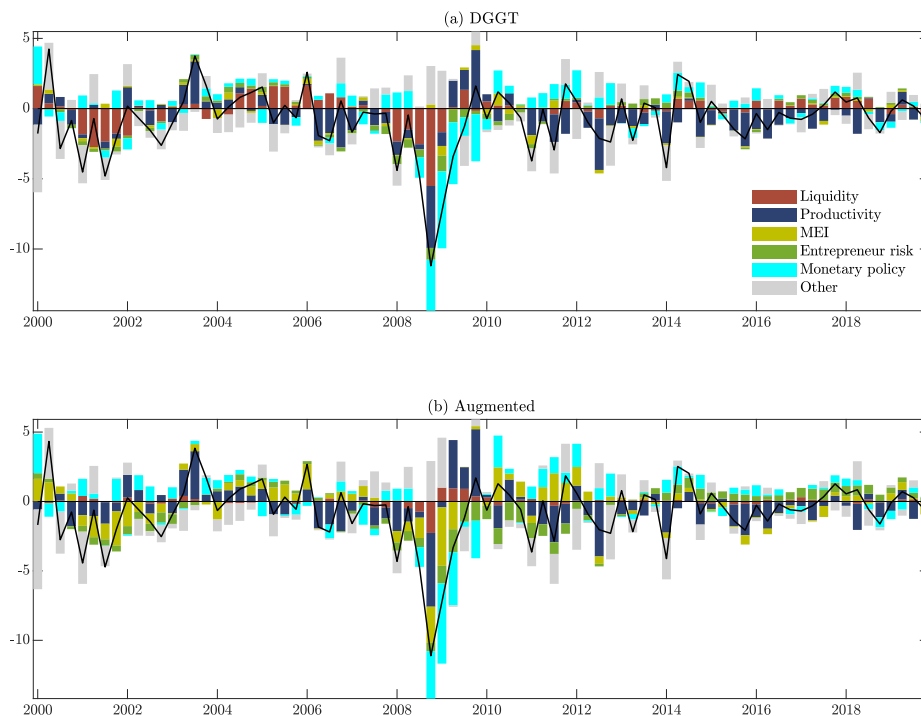 (a) DGGT
5
0
-5
-10
Liquidity
Productivity
MEI
Entrepreneur risk
Monetary policy
Other
2000 2002 2004 2006 2008 2010 2012 2014 2016 2018
(b) Augmented
5
0
-5
-10
2000 2002 2004 2006 2008 2010 2012 2014 2016 2018